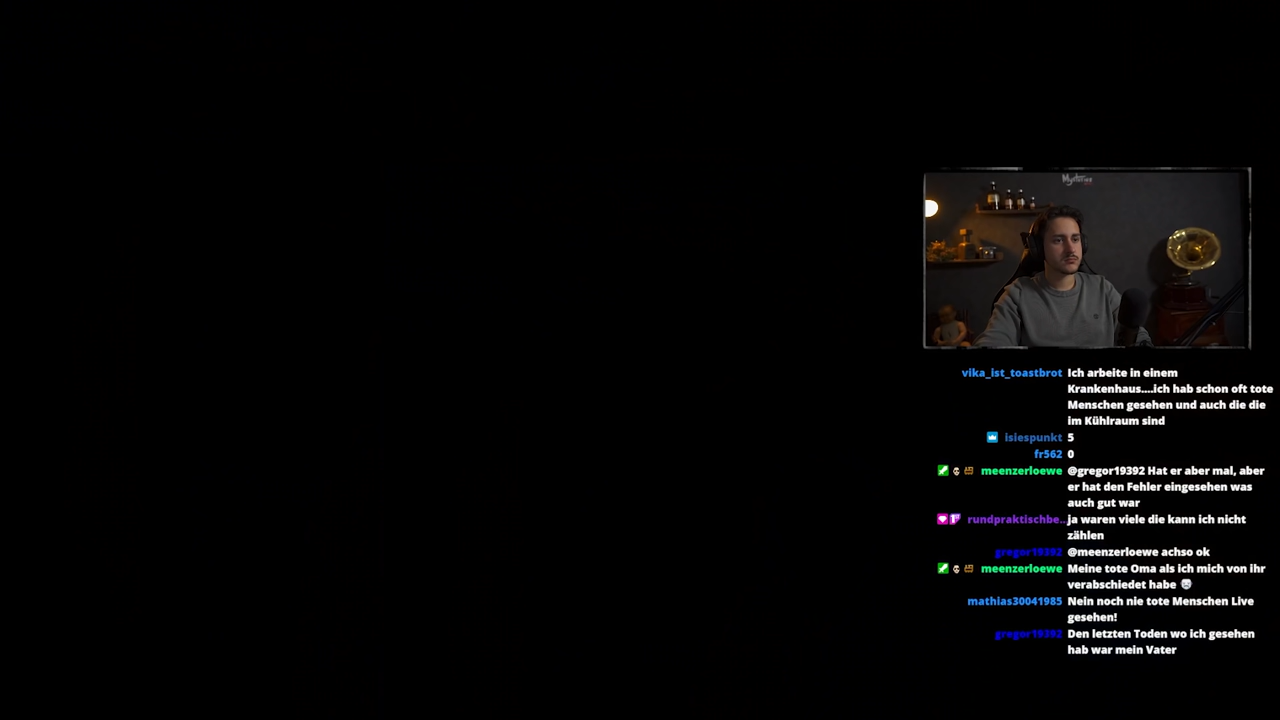 Mysteries
vika_ist_toastbrot Ich arbeite in einem
Krankenhaus....ich hab schon oft tote
Menschen gesehen und auch die die
im Kühlraum sind
isiespunkt 5
fr562 0
meenzerloewe @gregor19392 Hat er aber mal, aber
er hat den Fehler eingesehen was
auch gut war
rundpraktischbe.. ja waren viele die kann ich nicht
zählen
gregor19392 @meenzerloewe achso ok
meenzerloewe Meine tote Oma als ich mich von ihr
verabschiedet habe
mathias30041985 Nein noch nie tote Menschen Live
gesehen!
gregor19392 Den letzten Toden wo ich gesehen
hab war mein Vater